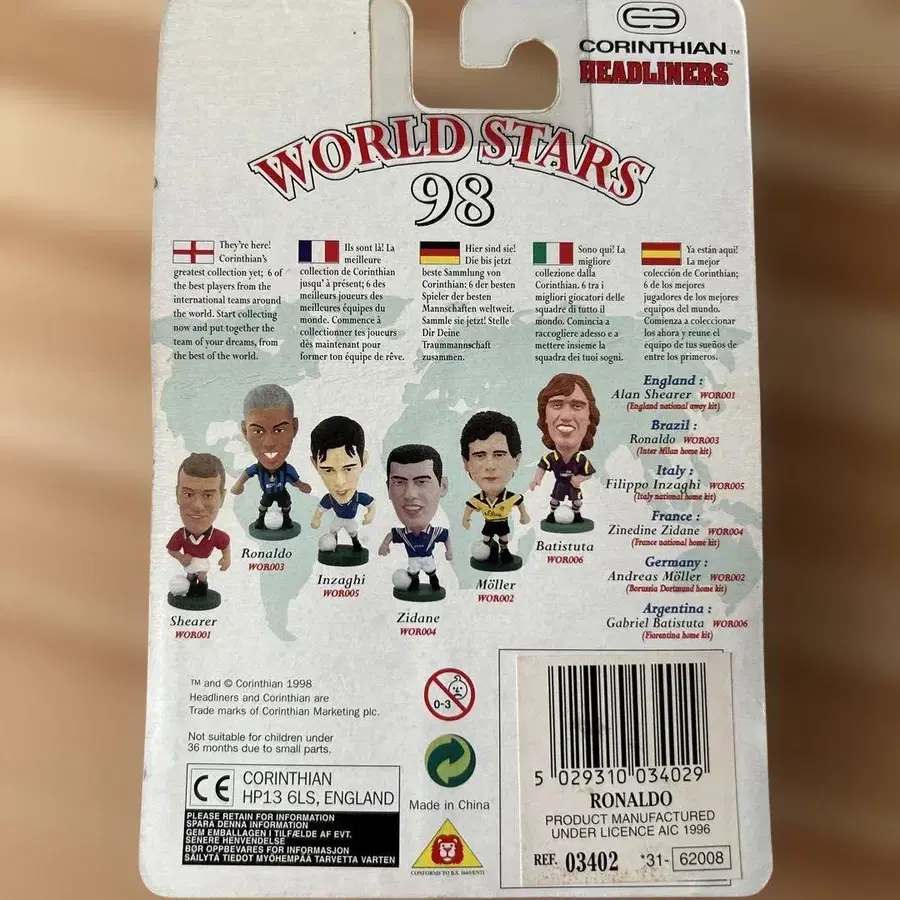 CORINTHIAN™
HEADLINERS
WORLD STARS
98
They're here!
Corinthian's
greatest collection yet; 6 of
the best players from the
international teams around
the world. Start collecting
now and put together the
team of your dreams, from
the best of the world.
Ils sont là! La
meilleure
collection de Corinthian
jusqu' à présent; 6 des
meilleurs joueurs des
meilleures équipes du
monde. Commence à
collectionner tes joueurs
dès maintenant pour
former ton équipe de rêve.
Hier sind sie!
Die bis jetzt
beste Sammlung von
Corinthian: 6 der besten
Spieler der besten
Mannschaften weltweit.
Sammle sie jetzt! Stelle
Dir Deine
Traummannschaft
zusammen.
Sono qui! La
migliore
collezione dalla
Corinthian. 6 tra i
migliori giocatori delle
squadre di tutto il
mondo. Comincia a
raccogliere adesso e a
mettere insieme la
squadra dei tuoi sogni.
Ya están aqui!
La mejor
colección de Corinthian;
6 de los mejores
jugadores de los mejores
equipos del mundo.
Comienza a coleccionar
los ahora y reune el
equipo de tus sueños de
entre los primeros.
England :
Alan Shearer WOR001
(England national away kit)
Brazil :
Ronaldo WOR003
(Inter Milan home kit)
Italy :
Filippo Inzaghi WOR005
(Italy national home kit)
France :
Zinedine Zidane WOR004
(France national home kit)
Germany :
Andreas Möller WOR002
(Borussia Dortmund home kit)
Argentina :
Gabriel Batistuta WOR006
(Fiorentina home kit)
Shearer
WOR001
Ronaldo
WOR003
Inzaghi
WOR005
Zidane
WOR004
Möller
WOR002
Batistuta
WOR006
™ and © Corinthian 1998
Headliners and Corinthian are
Trade marks of Corinthian Marketing plc.
Not suitable for children under
36 months due to small parts.
CE CORINTHIAN
HP13 6LS, ENGLAND
PLEASE RETAIN FOR INFORMATION
SPARA DENNA INFORMATION
GEM EMBALLAGEN I TILFÆLDE AF EVT.
SENERE HENVENDELSE
BØR OPPBEVARES FOR INFORMASJON
SÄILYTÄ TIEDOT MYÖHEMPÄÄ TARVETTA VARTEN
0-3
Made in China
CONFORMS TO B.S.
5 029310 034029
RONALDO
PRODUCT MANUFACTURED
UNDER LICENCE AIC 1996
REF. 03402 *31- 62008